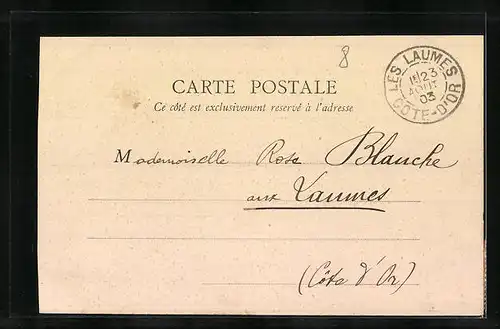 8
LES LAUMES
23
AOUT
03
CÔTE-D'OR
CARTE POSTALE
Ce côté est exclusivement reservé à l'adresse
Mademoiselle Rose Blanche
aux Laumes
(Côte d'Or)